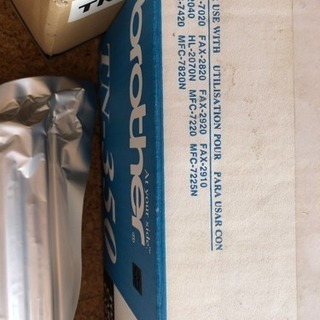 brother
At your side.
TN 350
USE WITH UTILISATION POUR PARA USAR CON
-7020 FAX-2820 FAX-2920 FAX-2910
2040 HL-2070N MFC-7220 MFC-7225N
-7420 MFC-7820N